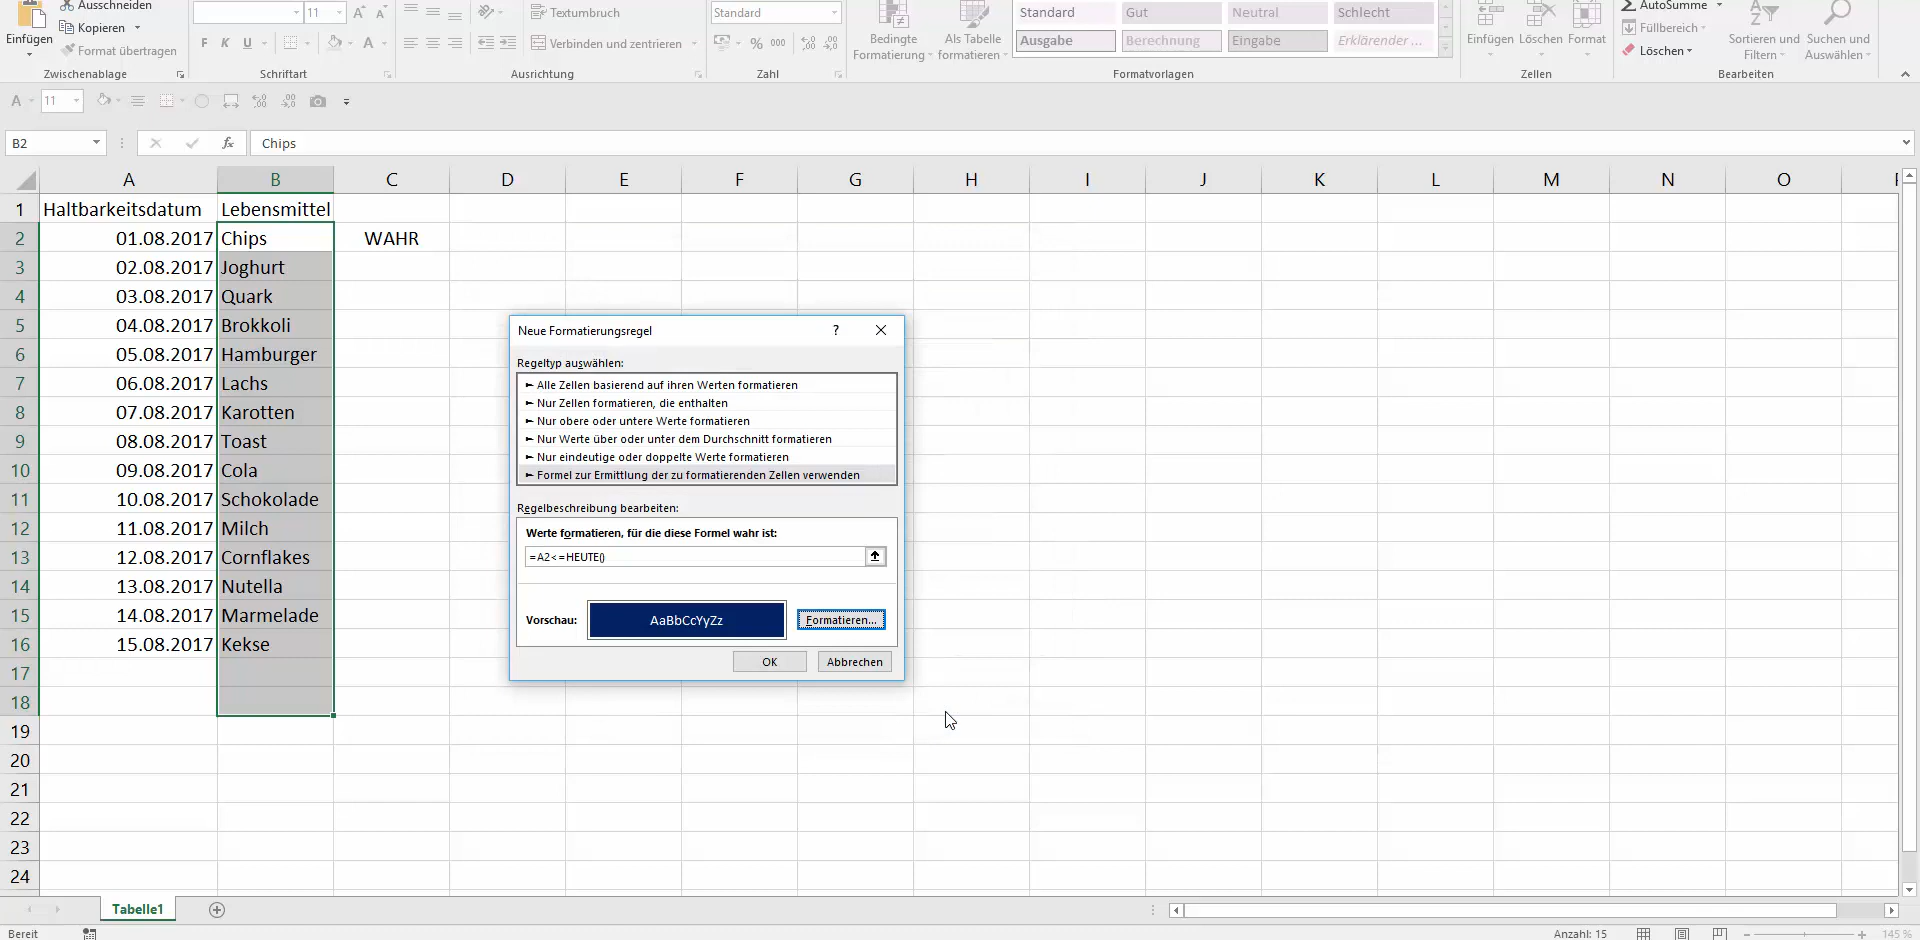 Ausschneiden
Kopieren
Format übertragen
Einfügen
Zwischenablage
11
F K U
A
Schriftart
Textumbruch
Verbinden und zentrieren
Ausrichtung
Standard
% 000
Zahl
Bedingte
Formatierung
Als Tabelle
formatieren
Standard Gut Neutral Schlecht
Ausgabe Berechnung Eingabe Erklärender ...
Formatvorlagen
Einfügen Löschen Format
Zellen
AutoSumme
Füllbereich
Löschen
Sortieren und
Filtern
Suchen und
Auswählen
Bearbeiten
A 11
B2 fx Chips
A B C D E F G H I J K L M N O
1 Haltbarkeitsdatum Lebensmittel
2 01.08.2017 Chips WAHR
3 02.08.2017 Joghurt
4 03.08.2017 Quark
5 04.08.2017 Brokkoli
6 05.08.2017 Hamburger
7 06.08.2017 Lachs
8 07.08.2017 Karotten
9 08.08.2017 Toast
10 09.08.2017 Cola
11 10.08.2017 Schokolade
12 11.08.2017 Milch
13 12.08.2017 Cornflakes
14 13.08.2017 Nutella
15 14.08.2017 Marmelade
16 15.08.2017 Kekse
17
18
19
20
21
22
23
24
Neue Formatierungsregel ?
Regeltyp auswählen:
► Alle Zellen basierend auf ihren Werten formatieren
► Nur Zellen formatieren, die enthalten
► Nur obere oder untere Werte formatieren
► Nur Werte über oder unter dem Durchschnitt formatieren
► Nur eindeutige oder doppelte Werte formatieren
► Formel zur Ermittlung der zu formatierenden Zellen verwenden
Regelbeschreibung bearbeiten:
Werte formatieren, für die diese Formel wahr ist:
=A2<=HEUTE()
Vorschau: AaBbCcYyZz Formatieren...
OK Abbrechen
Tabelle1
Bereit Anzahl: 15 145 %